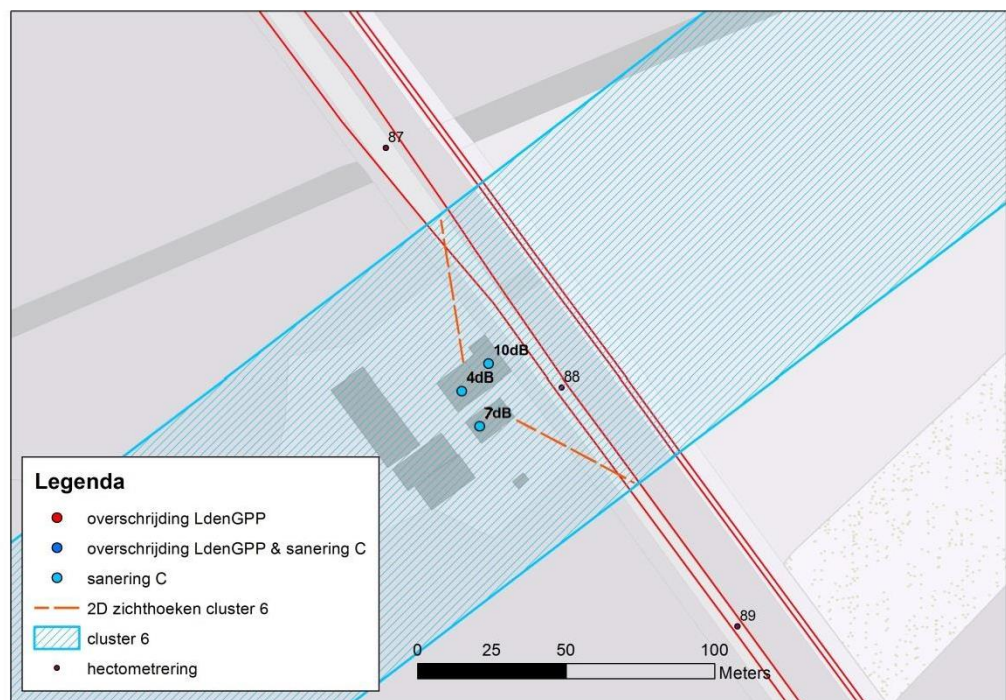 87
10dB
88
4dB
7dB
Legenda
overschrijding LdenGPP
overschrijding LdenGPP & sanering C
sanering C
2D zichthoeken cluster 6
cluster 6
hectometrering
89
0 25 50 100
Meters